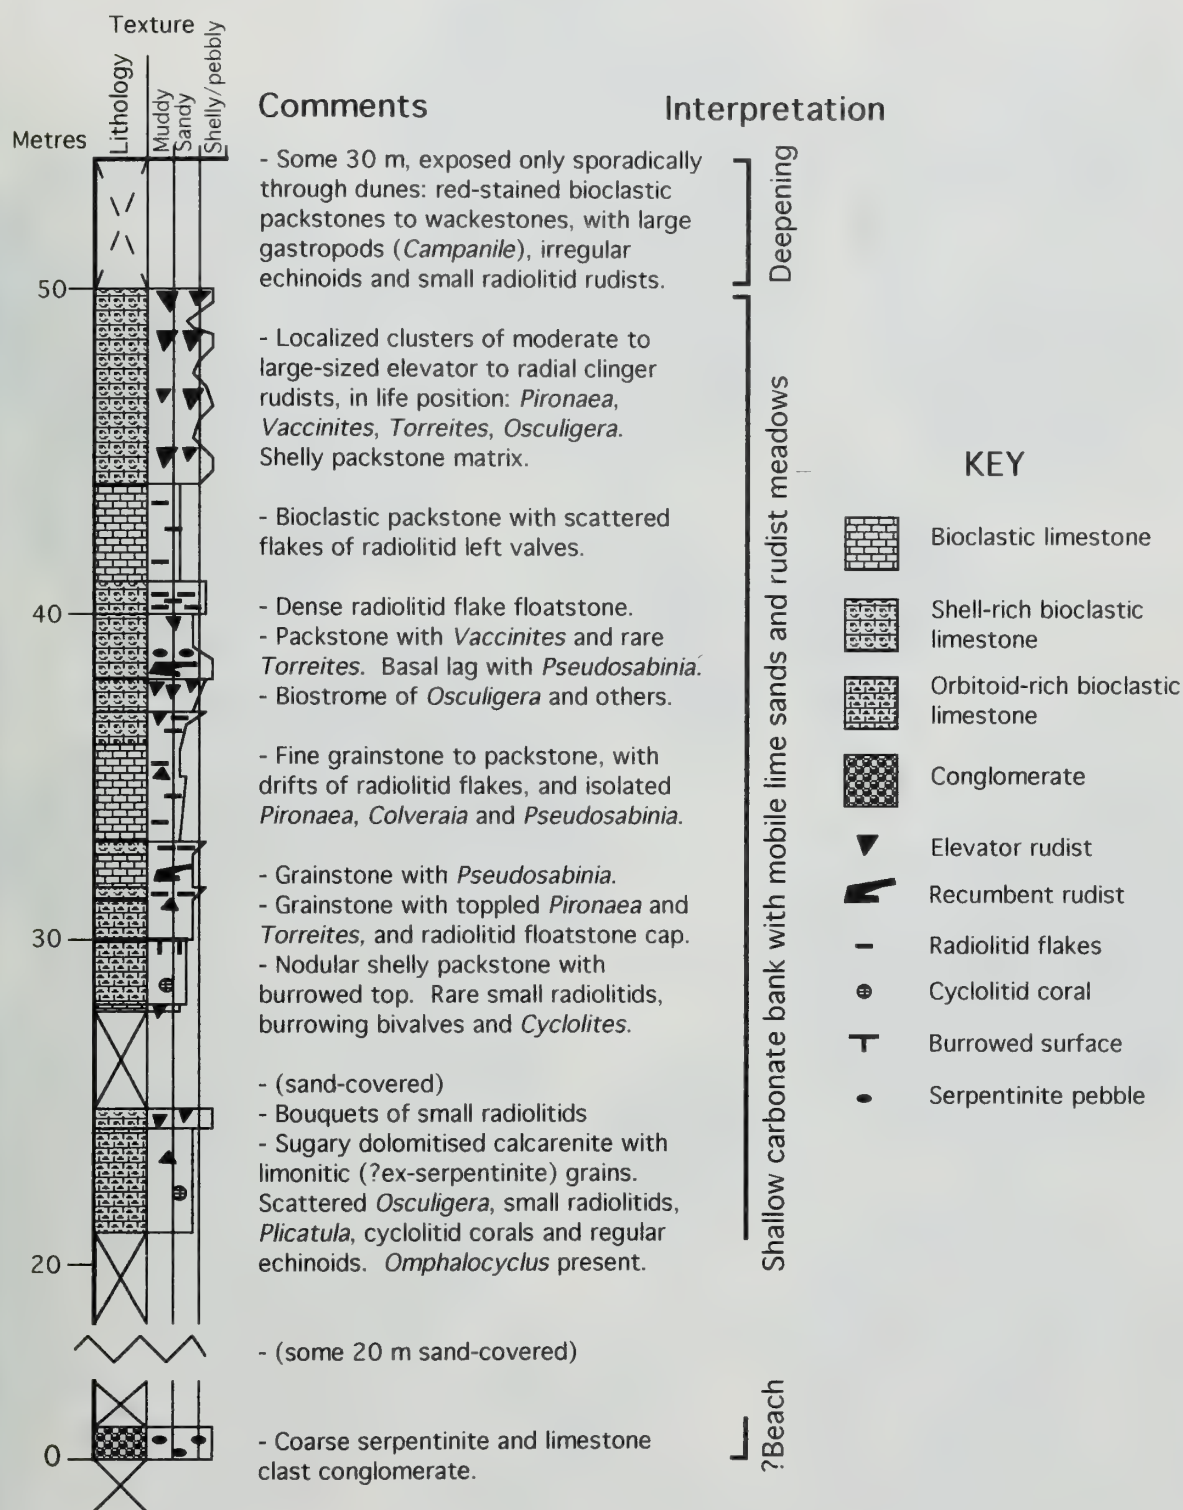 Texture
Metres
Lithology
Muddy
Sandy
Shelly/pebbly
Comments
Interpretation
- Some 30 m, exposed only sporadically
through dunes: red-stained bioclastic
packstones to wackestones, with large
gastropods (Campanile), irregular
echinoids and small radiolitid rudists.
Deepening
50
- Localized clusters of moderate to
large-sized elevator to radial clinger
rudists, in life position: Pironaea,
Vaccinites, Torreites, Osculigera.
Shelly packstone matrix.
- Bioclastic packstone with scattered
flakes of radiolitid left valves.
40
- Dense radiolitid flake floatstone.
- Packstone with Vaccinites and rare
Torreites. Basal lag with Pseudosabinia.
- Biostrome of Osculigera and others.
- Fine grainstone to packstone, with
drifts of radiolitid flakes, and isolated
Pironaea, Colveraia and Pseudosabinia.
- Grainstone with Pseudosabinia.
- Grainstone with toppled Pironaea and
Torreites, and radiolitid floatstone cap.
30
- Nodular shelly packstone with
burrowed top. Rare small radiolitids,
burrowing bivalves and Cyclolites.
- (sand-covered)
- Bouquets of small radiolitids
- Sugary dolomitised calcarenite with
limonitic (?ex-serpentinite) grains.
Scattered Osculigera, small radiolitids,
Plicatula, cyclolitid corals and regular
echinoids. Omphalocyclus present.
20
Shallow carbonate bank with mobile lime sands and rudist meadows
- (some 20 m sand-covered)
0
- Coarse serpentinite and limestone
clast conglomerate.
?Beach
KEY
Bioclastic limestone
Shell-rich bioclastic
limestone
Orbitoid-rich bioclastic
limestone
Conglomerate
Elevator rudist
Recumbent rudist
Radiolitid flakes
Cyclolitid coral
Burrowed surface
Serpentinite pebble